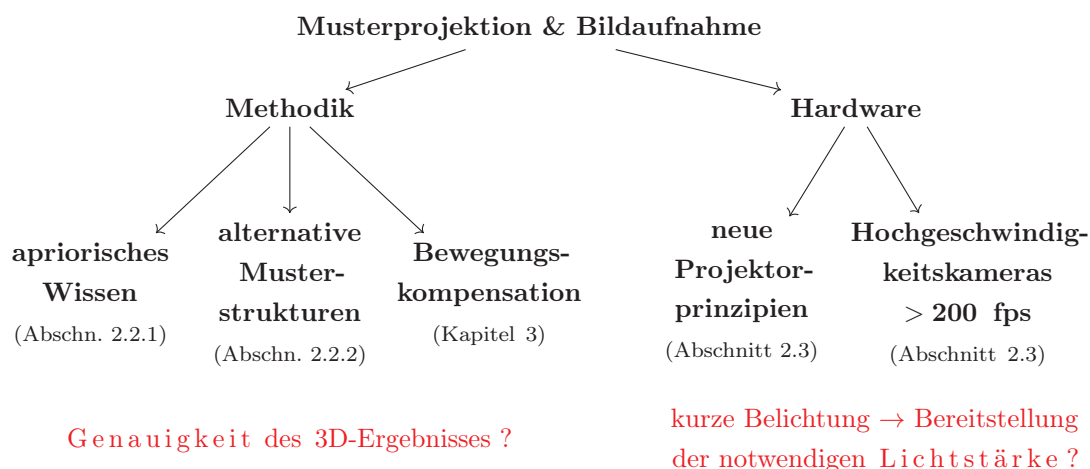 Musterprojektion & Bildaufnahme
Methodik
Hardware
apriorisches
Wissen
(Abschn. 2.2.1)
alternative
Muster-
strukturen
(Abschn. 2.2.2)
Bewegungs-
kompensation
(Kapitel 3)
neue
Projektor-
prinzipien
(Abschnitt 2.3)
Hochgeschwindig-
keitskameras
> 200 fps
(Abschnitt 2.3)
Genauigkeit des 3D-Ergebnisses ?
kurze Belichtung → Bereitstellung
der notwendigen Lichtstärke ?